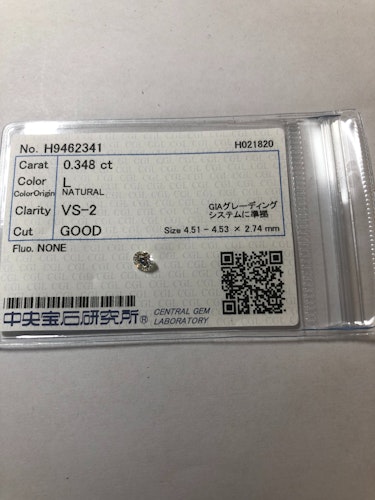 No. H9462341 H021820
Carat 0.348 ct
Color L
ColorOrigin NATURAL
Clarity VS-2 GIAグレーディング
システムに準拠
Cut GOOD Size 4.51 - 4.53 × 2.74 mm
Fluo. NONE
中央宝石研究所® CENTRAL GEM
LABORATORY